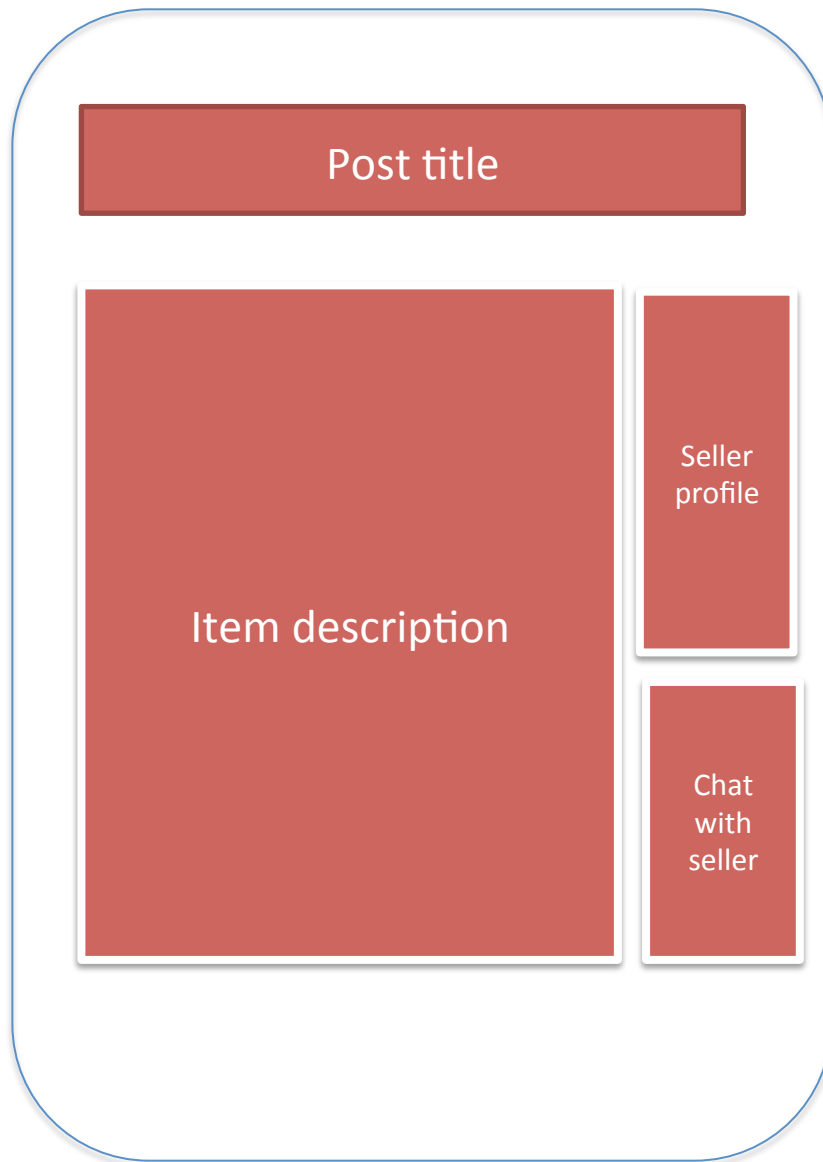 Post title
Item description
Seller
profile
Chat
with
seller